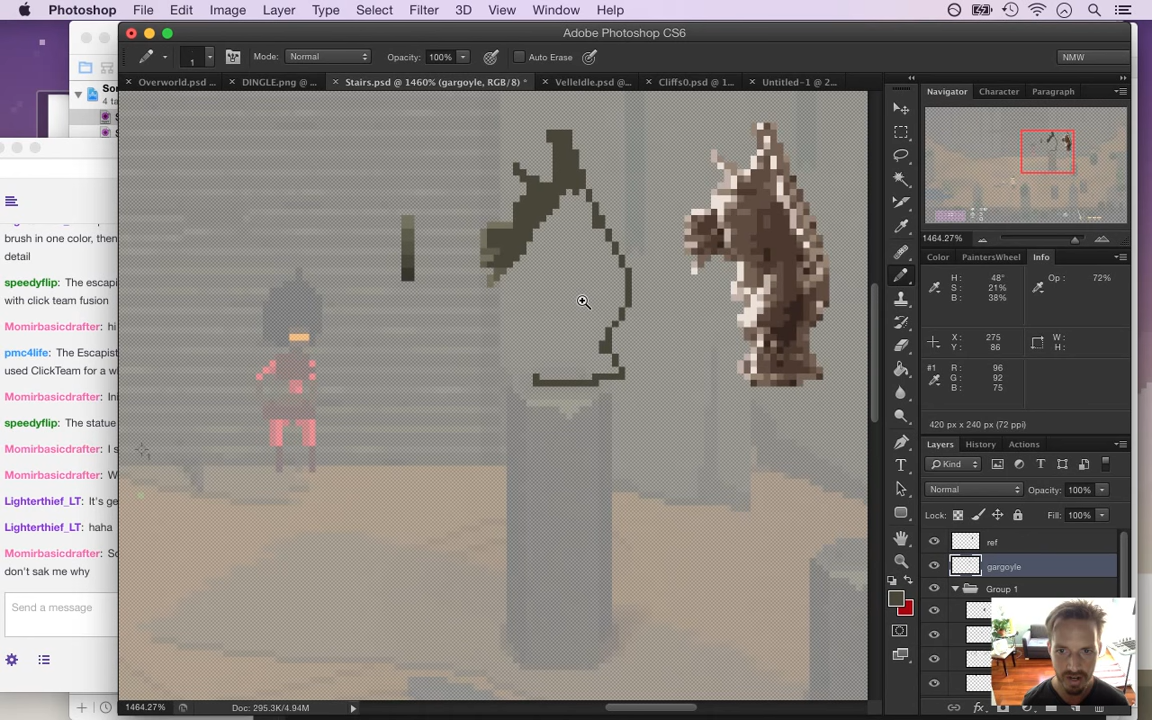 Photoshop File Edit Image Layer Type Select Filter 3D View Window Help
Adobe Photoshop CS6
1 Mode: Normal Opacity: 100% Auto Erase NMW
Overworld.psd ... DINGLE.png @ ... Stairs.psd @ 1460% (gargoyle, RGB/8) * Velleldle.psd @... Cliffs0.psd @ 1... Untitled-1 @ 2...
Navigator Character Paragraph
1464.27%
Color PaintersWheel Info
H: 48° Op: 72%
S: 21%
B: 38%
X: 275 W:
Y: 86 H:
#1 R: 96
G: 92
B: 75
420 px x 240 px (72 ppi)
Layers History Actions
Kind
Normal Opacity: 100%
Lock: Fill: 100%
ref
gargoyle
Group 1
brush in one color, then
detail
speedyflip: The escapi
with click team fusion
Momirbasicdrafter: hi
pmc4life: The Escapist
used ClickTeam for a w
Momirbasicdrafter: Ini
speedyflip: The statue
Momirbasicdrafter: I s
Momirbasicdrafter: W
Lighterthief_LT: It's ge
Lighterthief_LT: haha
Momirbasicdrafter: So
don't sak me why
Send a message
1464.27% Doc: 295.3K/4.94M